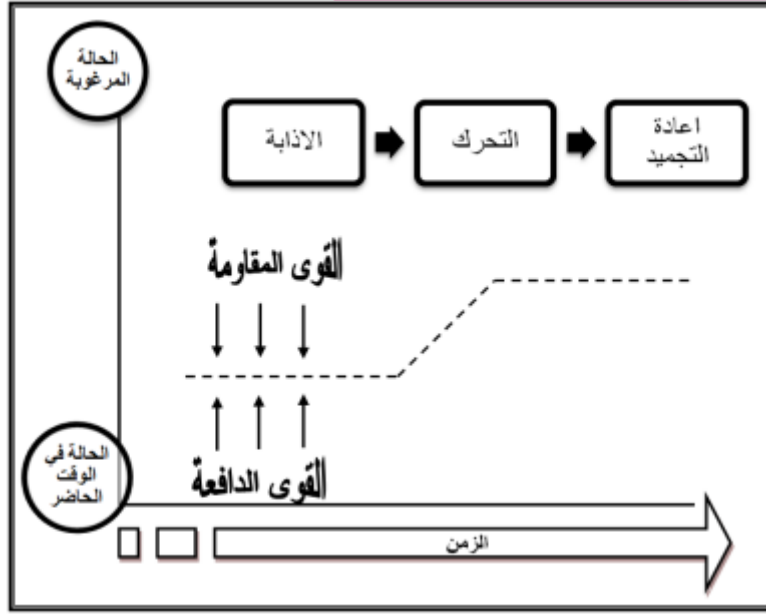 الحالة
المرغوبة
الاذابة
التحرك
اعادة
التجميد
القوى المقاومة
القوى الدافعة
الحالة في
الوقت
الحاضر
الزمن